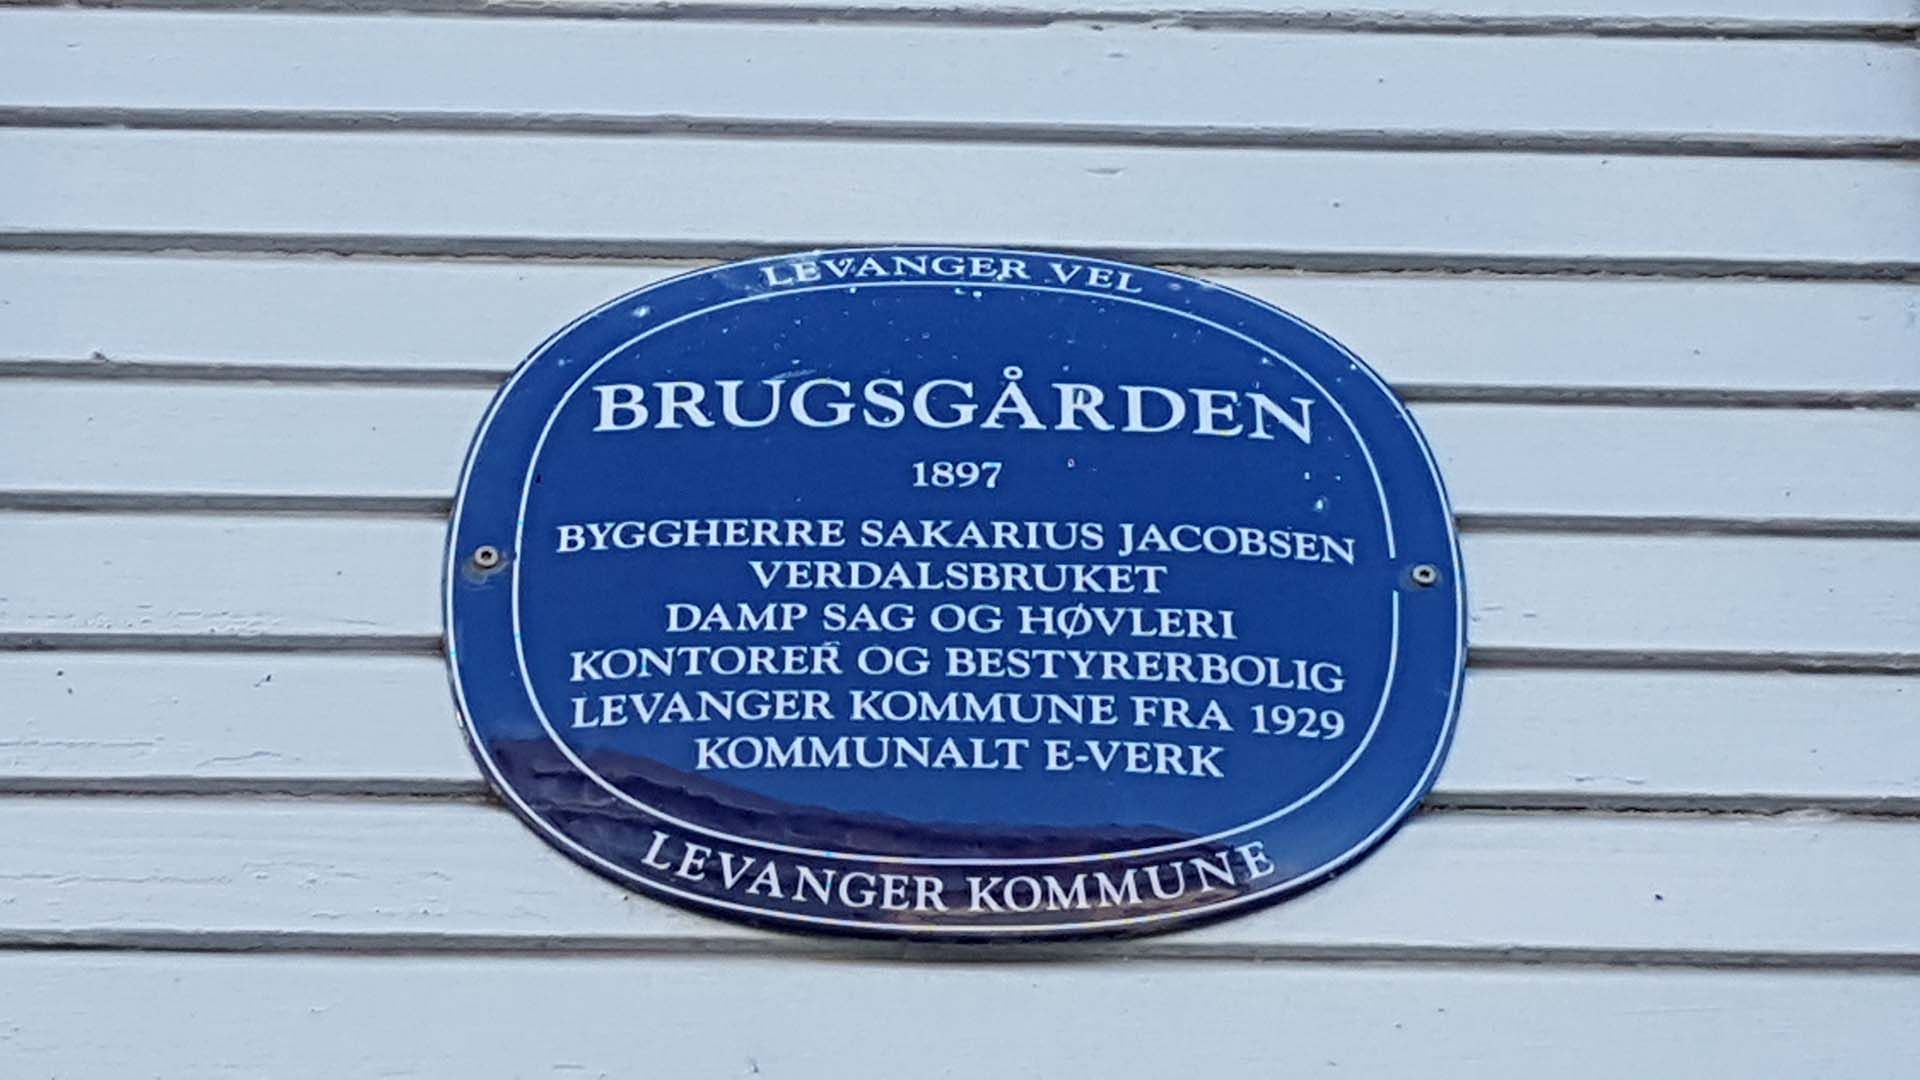 LEVANGER VEL
BRUGSGÅRDEN
1897
BYGGHERRE SAKARIUS JACOBSEN
VERDALSBRUKET
DAMP SAG OG HØVLERI
KONTORER OG BESTYRERBOLIG
LEVANGER KOMMUNE FRA 1929
KOMMUNALT E-VERK
LEVANGER KOMMUNE